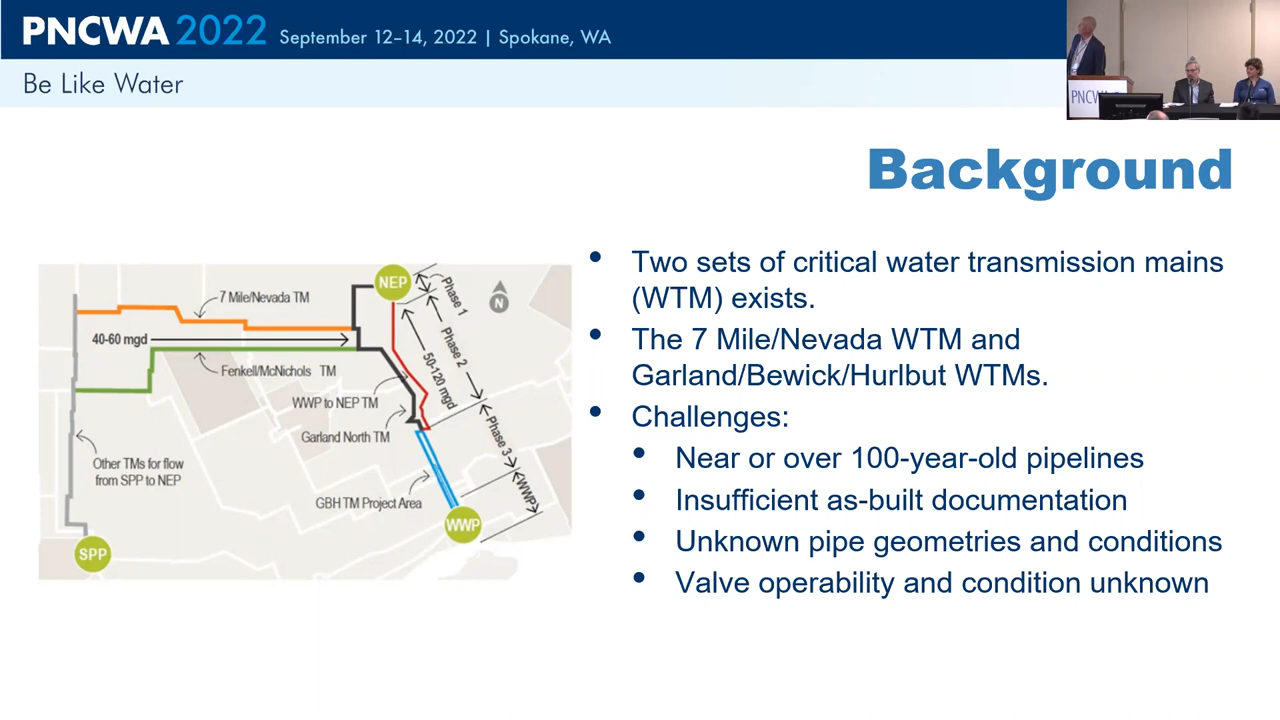 PNCWA 2022 September 12–14, 2022 | Spokane, WA
Be Like Water
PNCWA
Background
7 Mile/Nevada TM
NEP
Phase 1
N
40-60 mgd
Phase 2
Fenkell/McNichols TM
50-120 mgd
WWP to NEP TM
Garland North TM
Phase 3
Other TMs for flow
from SPP to NEP
GBH TM Project Area
WWP
WWP
SPP
• Two sets of critical water transmission mains
(WTM) exists.
• The 7 Mile/Nevada WTM and
Garland/Bewick/Hurlbut WTMs.
• Challenges:
• Near or over 100-year-old pipelines
• Insufficient as-built documentation
• Unknown pipe geometries and conditions
• Valve operability and condition unknown